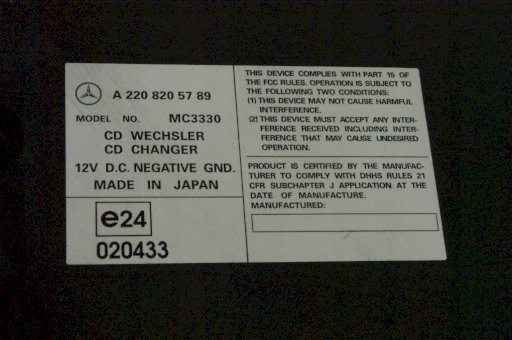 A 220 820 57 89
MODEL NO. MC3330
CD WECHSLER
CD CHANGER
12V D.C. NEGATIVE GND.
MADE IN JAPAN
e24
020433
THIS DEVICE COMPLIES WITH PART 15 OF
THE FCC RULES. OPERATION IS SUBJECT TO
THE FOLLOWING TWO CONDITIONS:
(1) THIS DEVICE MAY NOT CAUSE HARMFUL
INTERFERENCE.
(2) THIS DEVICE MUST ACCEPT ANY INTER-
FERENCE RECEIVED INCLUDING INTER-
FERENCE THAT MAY CAUSE UNDESIRED
OPERATION.
PRODUCT IS CERTIFIED BY THE MANUFAC-
TURER TO COMPLY WITH DHHS RULES 21
CFR SUBCHAPTER J APPLICATION AT THE
DATE OF MANUFACTURE.
MANUFACTURED: